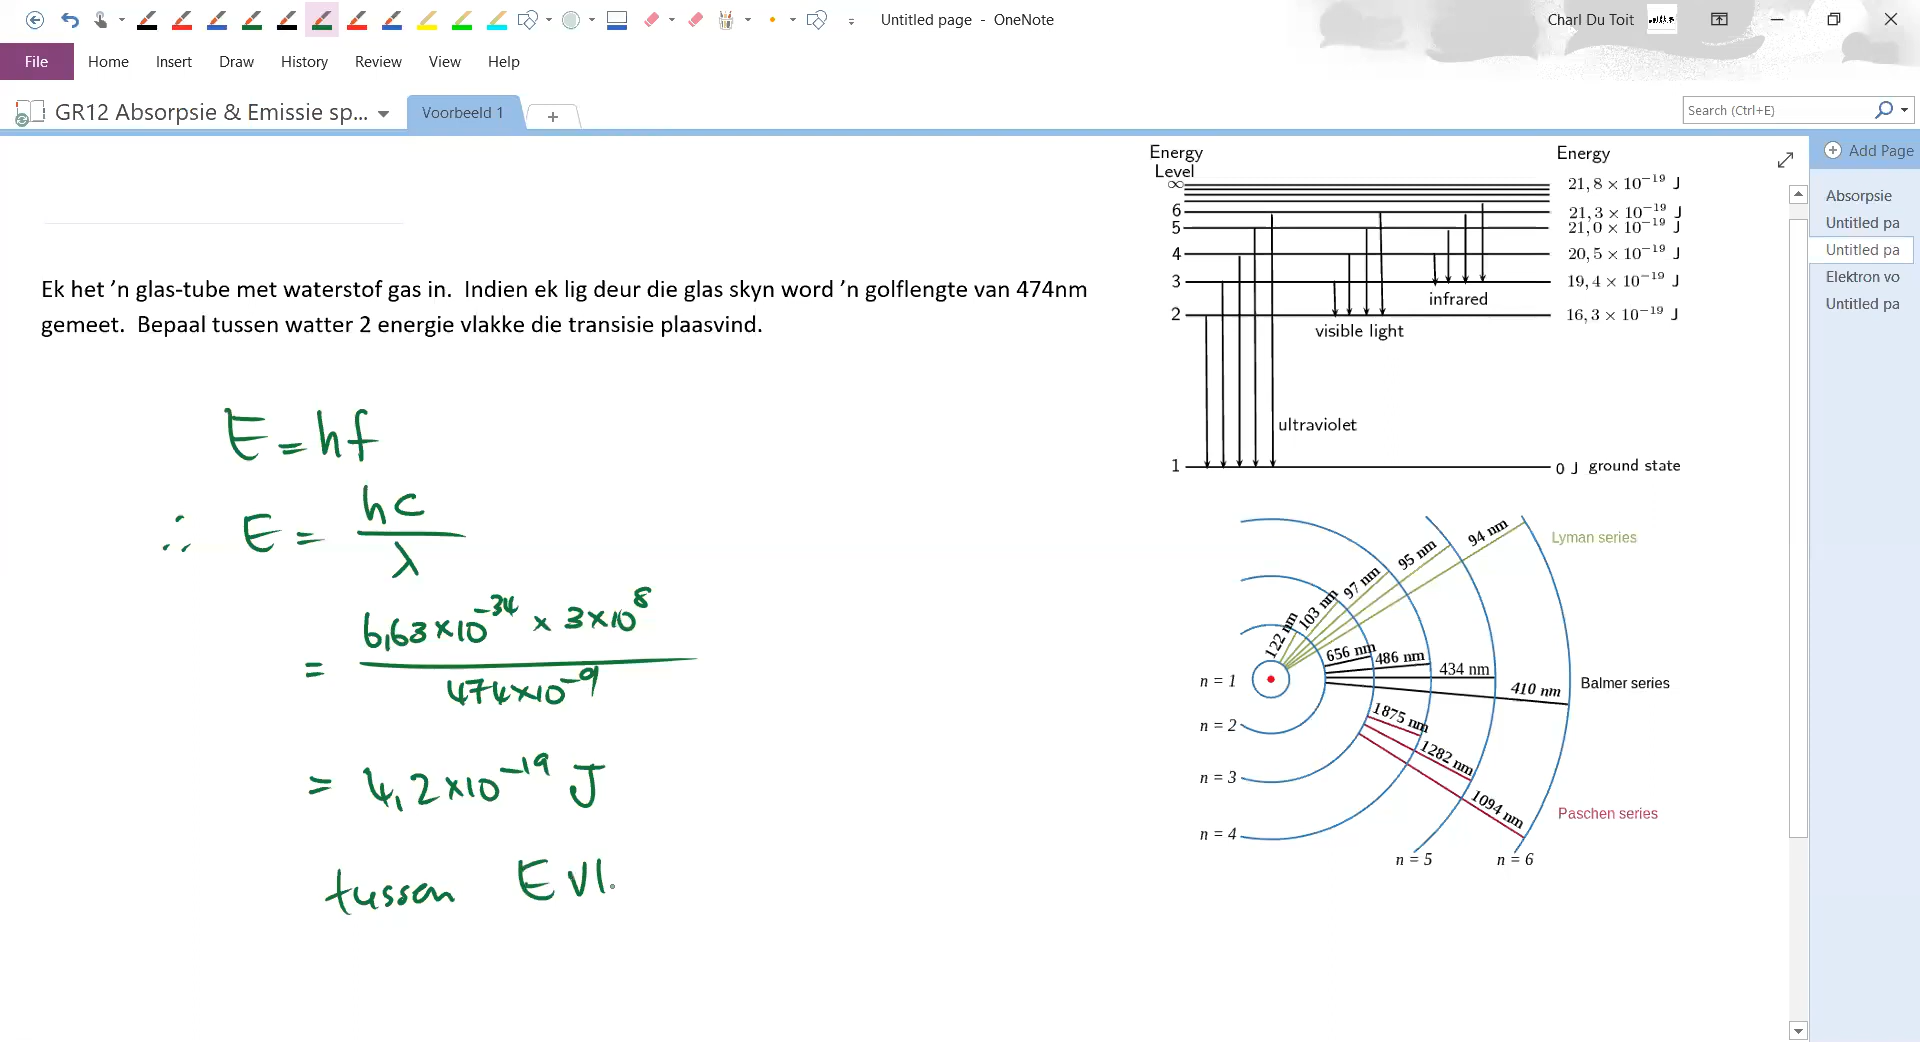 Untitled page - OneNote
Charl Du Toit
File Home Insert Draw History Review View Help
GR12 Absorpsie & Emissie sp...
Voorbeeld 1
+
Search (Ctrl+E)
Add Page
Absorpsie
Untitled pa
Untitled pa
Elektron vo
Untitled pa
Ek het 'n glas-tube met waterstof gas in. Indien ek lig deur die glas skyn word 'n golflengte van 474nm
gemeet. Bepaal tussen watter 2 energie vlakke die transisie plaasvind.
E = hf
∴ E = hc / λ
= 6,63×10⁻³⁴ × 3×10⁸ / 474×10⁻⁹
= 4,2×10⁻¹⁹ J
tussen E vl.
Energy
Level
Energy
∞ 21,8 × 10⁻¹⁹ J
6 21,3 × 10⁻¹⁹ J
5 21,0 × 10⁻¹⁹ J
4 20,5 × 10⁻¹⁹ J
3 19,4 × 10⁻¹⁹ J
infrared
2 16,3 × 10⁻¹⁹ J
visible light
ultraviolet
1 0 J ground state
94 nm
Lyman series
95 nm
97 nm
103 nm
122 nm
656 nm
486 nm
434 nm
410 nm
Balmer series
1875 nm
1282 nm
1094 nm
Paschen series
n = 1
n = 2
n = 3
n = 4
n = 5
n = 6